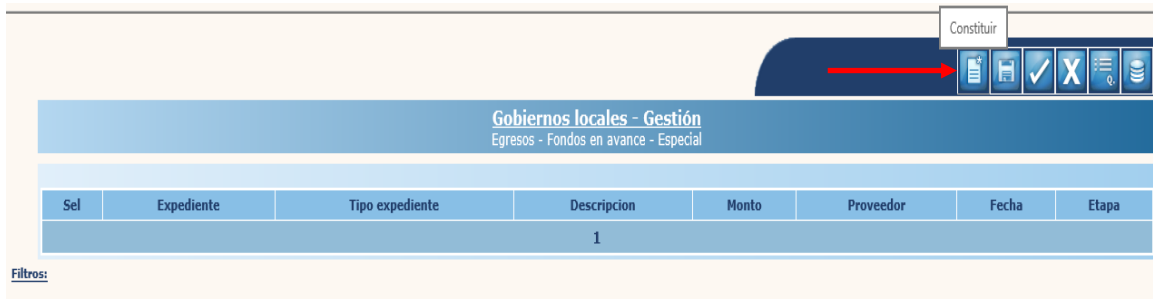 Constituir
Gobiernos locales - Gestión
Egresos - Fondos en avance - Especial
Sel Expediente Tipo expediente Descripcion Monto Proveedor Fecha Etapa
1
Filtros: